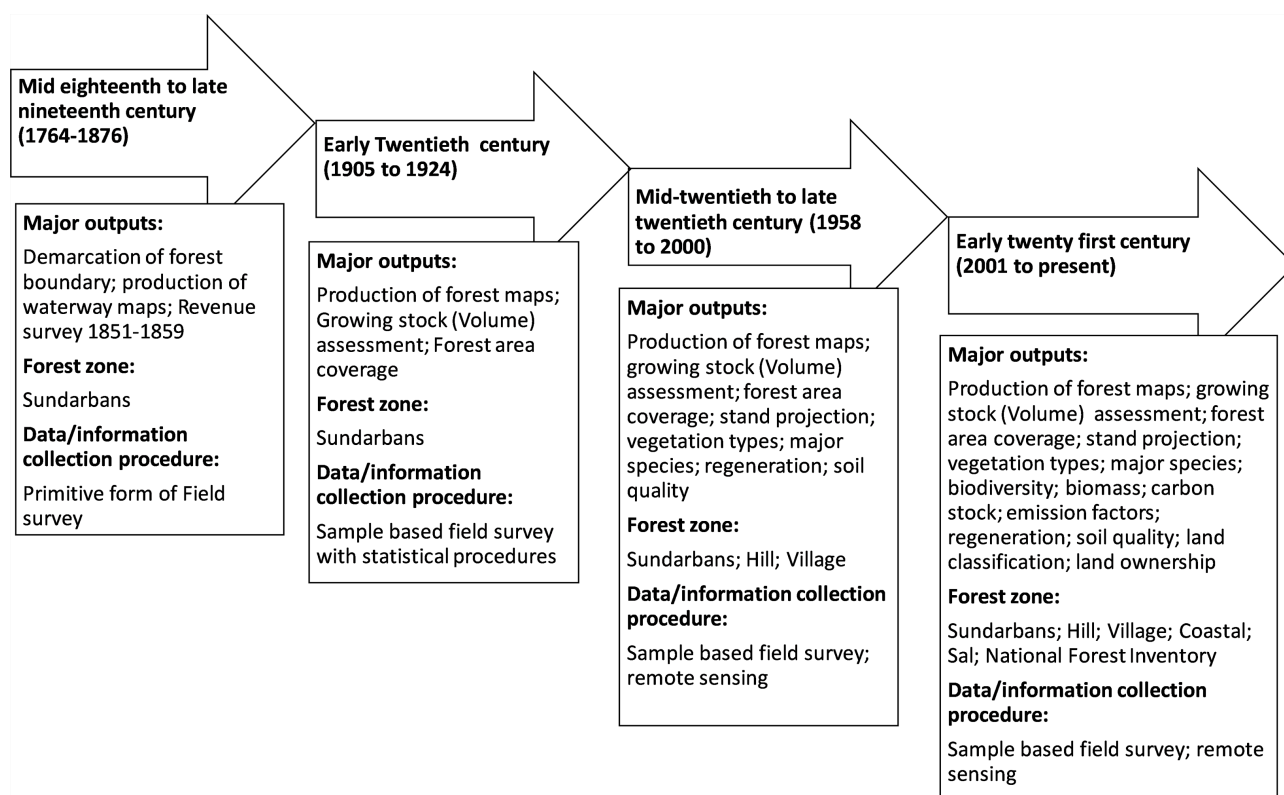 Mid eighteenth to late
nineteenth century
(1764-1876)
Major outputs:
Demarcation of forest
boundary; production of
waterway maps; Revenue
survey 1851-1859
Forest zone:
Sundarbans
Data/information
collection procedure:
Primitive form of Field
survey
Early Twentieth century
(1905 to 1924)
Major outputs:
Production of forest maps;
Growing stock (Volume)
assessment; Forest area
coverage
Forest zone:
Sundarbans
Data/information
collection procedure:
Sample based field survey
with statistical procedures
Mid-twentieth to late
twentieth century (1958
to 2000)
Major outputs:
Production of forest maps;
growing stock (Volume)
assessment; forest area
coverage; stand projection;
vegetation types; major
species; regeneration; soil
quality
Forest zone:
Sundarbans; Hill; Village
Data/information collection
procedure:
Sample based field survey;
remote sensing
Early twenty first century
(2001 to present)
Major outputs:
Production of forest maps; growing
stock (Volume) assessment; forest
area coverage; stand projection;
vegetation types; major species;
biodiversity; biomass; carbon
stock; emission factors;
regeneration; soil quality; land
classification; land ownership
Forest zone:
Sundarbans; Hill; Village; Coastal;
Sal; National Forest Inventory
Data/information collection
procedure:
Sample based field survey; remote
sensing